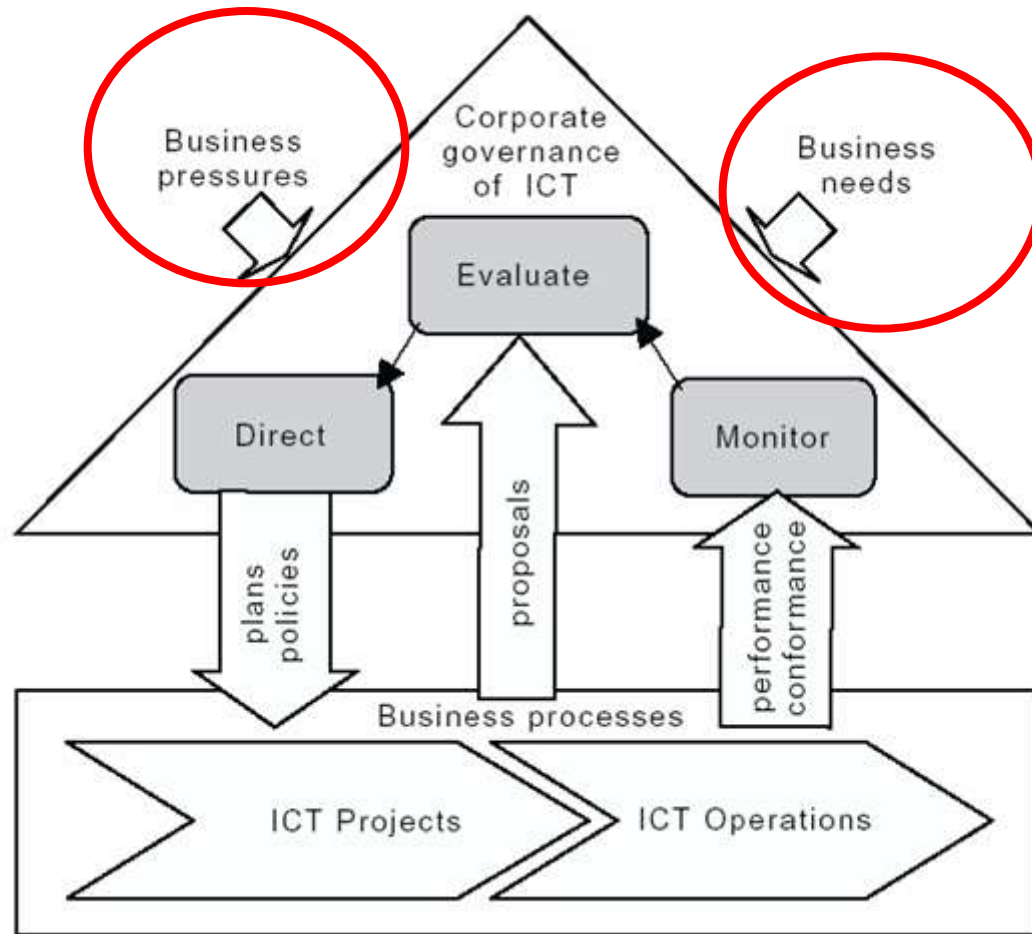 Business
pressures
Corporate
governance
of ICT
Business
needs
Evaluate
Direct
Monitor
plans
policies
proposals
performance
conformance
Business processes
ICT Projects
ICT Operations